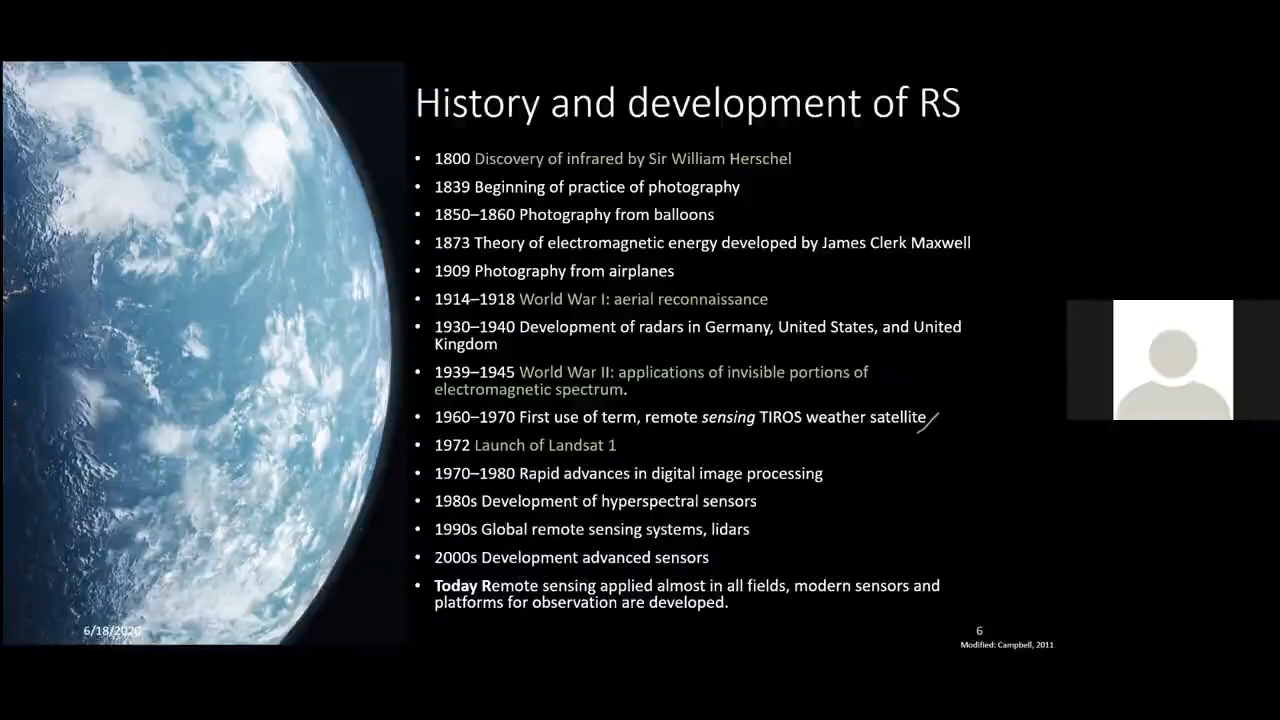 History and development of RS
• 1800 Discovery of infrared by Sir William Herschel
• 1839 Beginning of practice of photography
• 1850–1860 Photography from balloons
• 1873 Theory of electromagnetic energy developed by James Clerk Maxwell
• 1909 Photography from airplanes
• 1914–1918 World War I: aerial reconnaissance
• 1930–1940 Development of radars in Germany, United States, and United
Kingdom
• 1939–1945 World War II: applications of invisible portions of
electromagnetic spectrum.
• 1960–1970 First use of term, remote sensing TIROS weather satellite
• 1972 Launch of Landsat 1
• 1970–1980 Rapid advances in digital image processing
• 1980s Development of hyperspectral sensors
• 1990s Global remote sensing systems, lidars
• 2000s Development advanced sensors
• Today Remote sensing applied almost in all fields, modern sensors and
platforms for observation are developed.
6/18/2020
6
Modified: Campbell, 2011